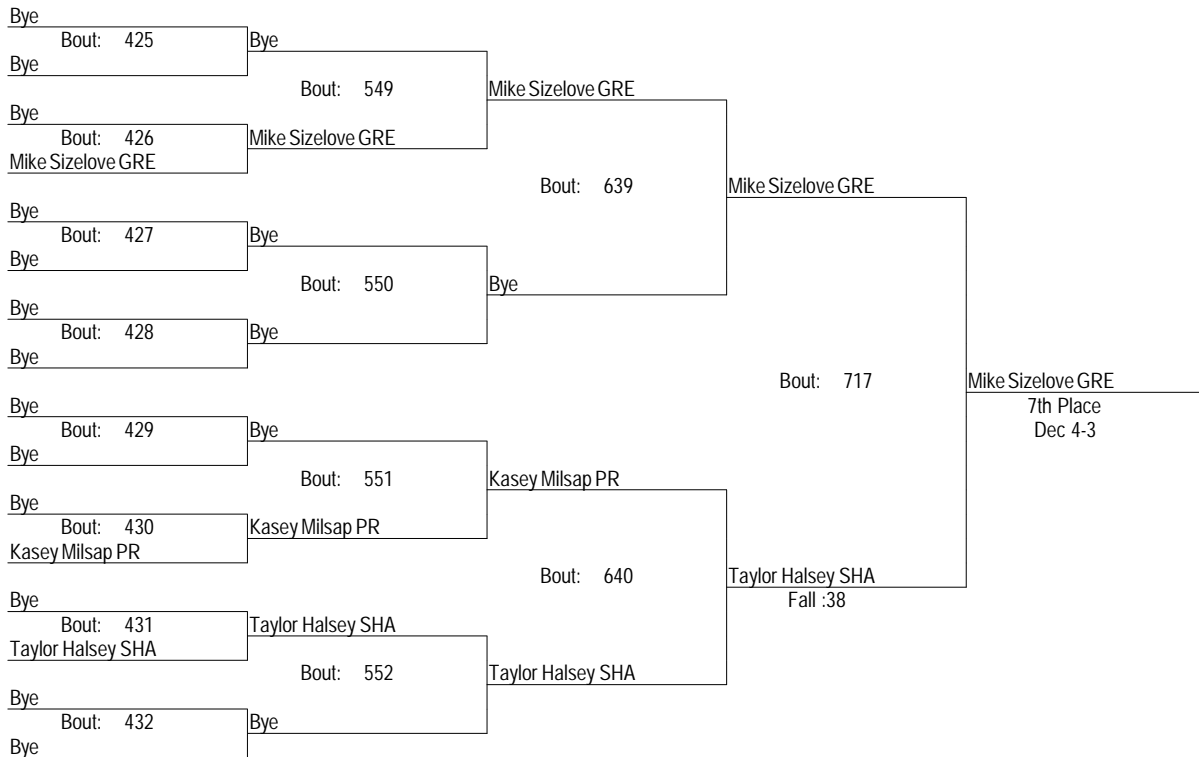 Bye
Bout: 425
Bye
Bye
Bout: 549
Mike Sizelove GRE
Bye
Bout: 426
Mike Sizelove GRE
Mike Sizelove GRE
Bout: 639
Mike Sizelove GRE
Bye
Bout: 427
Bye
Bye
Bout: 550
Bye
Bye
Bout: 428
Bye
Bye
Bout: 717
Mike Sizelove GRE
7th Place
Dec 4-3
Bye
Bout: 429
Bye
Bye
Bout: 551
Kasey Milsap PR
Bye
Bout: 430
Kasey Milsap PR
Kasey Milsap PR
Bout: 640
Taylor Halsey SHA
Fall :38
Bye
Bout: 431
Taylor Halsey SHA
Taylor Halsey SHA
Bout: 552
Taylor Halsey SHA
Bye
Bout: 432
Bye
Bye